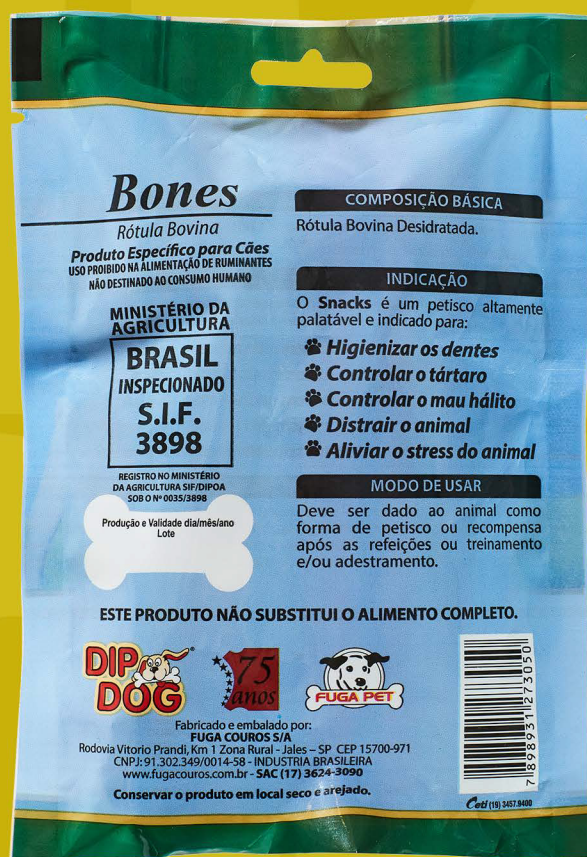 Bones
Rótula Bovina
Produto Específico para Cães
USO PROIBIDO NA ALIMENTAÇÃO DE RUMINANTES
NÃO DESTINADO AO CONSUMO HUMANO
MINISTÉRIO DA
AGRICULTURA
BRASIL
INSPECIONADO
S.I.F.
3898
REGISTRO NO MINISTÉRIO
DA AGRICULTURA SIF/DIPOA
SOB O Nº 0035/3898
Produção e Validade dia/mês/ano
Lote
COMPOSIÇÃO BÁSICA
Rótula Bovina Desidratada.
INDICAÇÃO
O Snacks é um petisco altamente
palatável e indicado para:
Higienizar os dentes
Controlar o tártaro
Controlar o mau hálito
Distrair o animal
Aliviar o stress do animal
MODO DE USAR
Deve ser dado ao animal como
forma de petisco ou recompensa
após as refeições ou treinamento
e/ou adestramento.
ESTE PRODUTO NÃO SUBSTITUI O ALIMENTO COMPLETO.
DIP
DOG
75
anos
FUGA PET
Fabricado e embalado por:
FUGA COUROS S/A
Rodovia Vitorio Prandi, Km 1 Zona Rural - Jales – SP CEP 15700-971
CNPJ: 91.302.349/0014-58 - INDUSTRIA BRASILEIRA
www.fugacouros.com.br - SAC (17) 3624-3090
Conservar o produto em local seco e arejado.
7 898931 273050
Ceti (19) 3457.9400